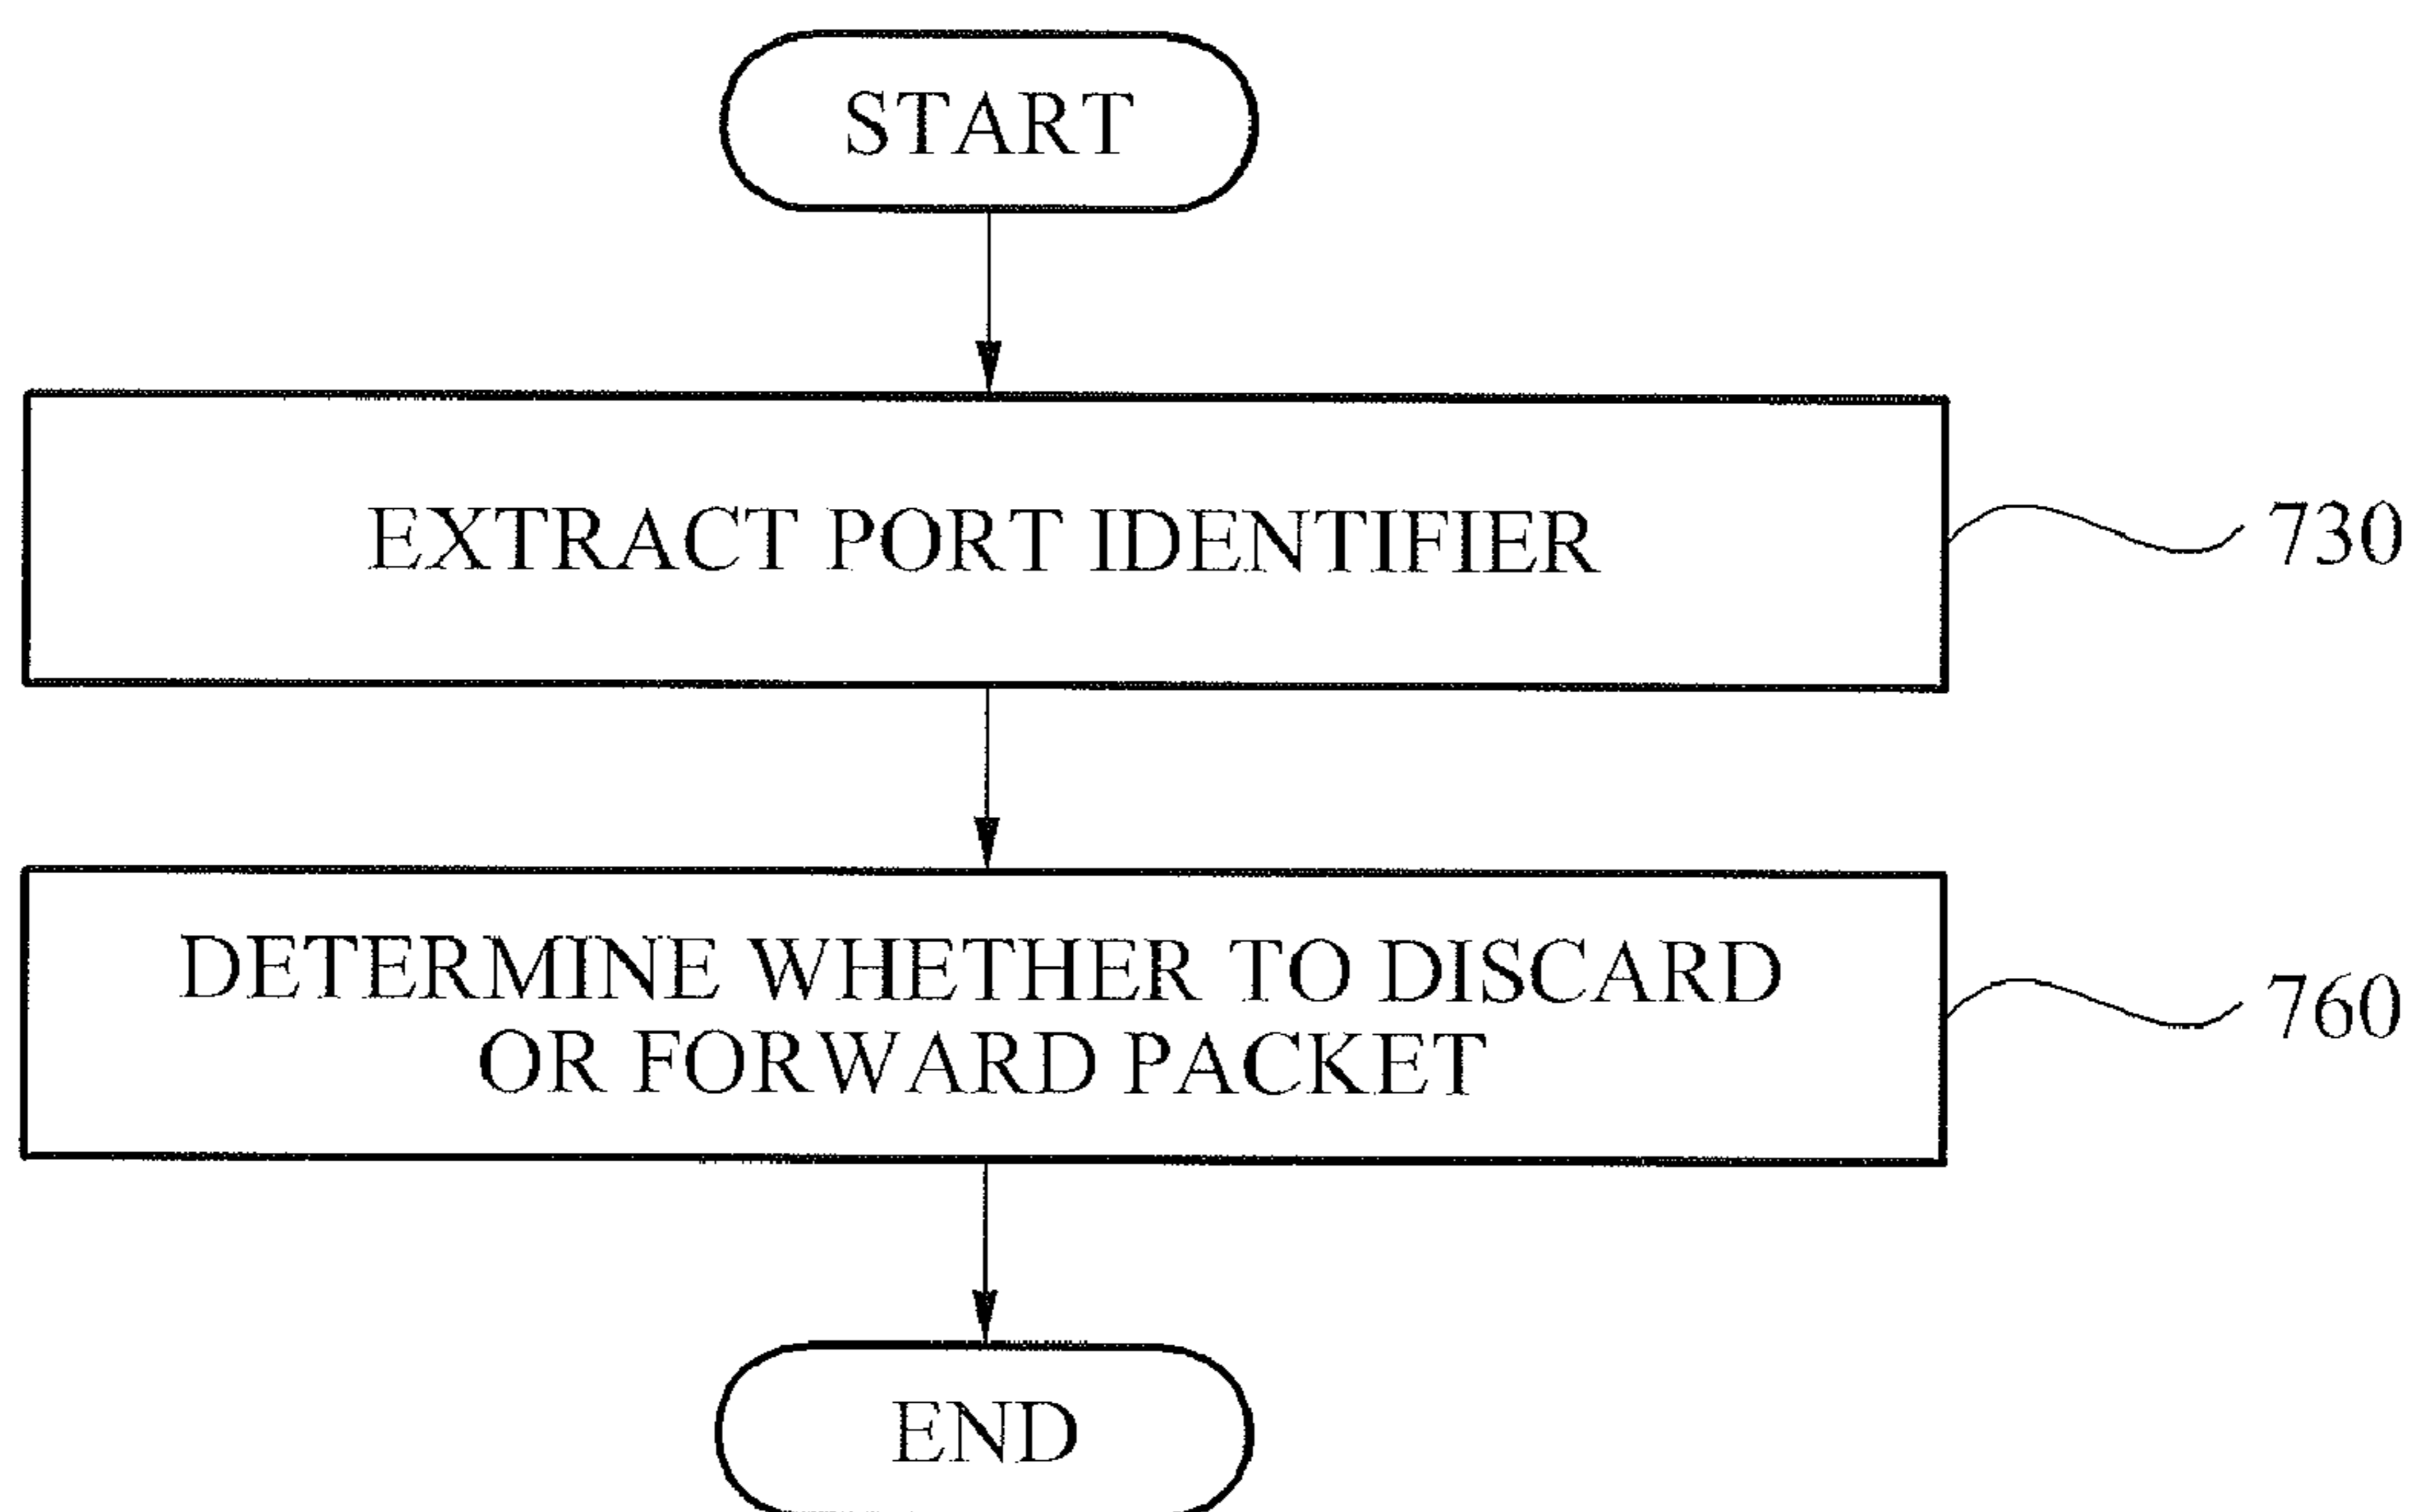 START
EXTRACT PORT IDENTIFIER
730
DETERMINE WHETHER TO DISCARD
OR FORWARD PACKET
760
END